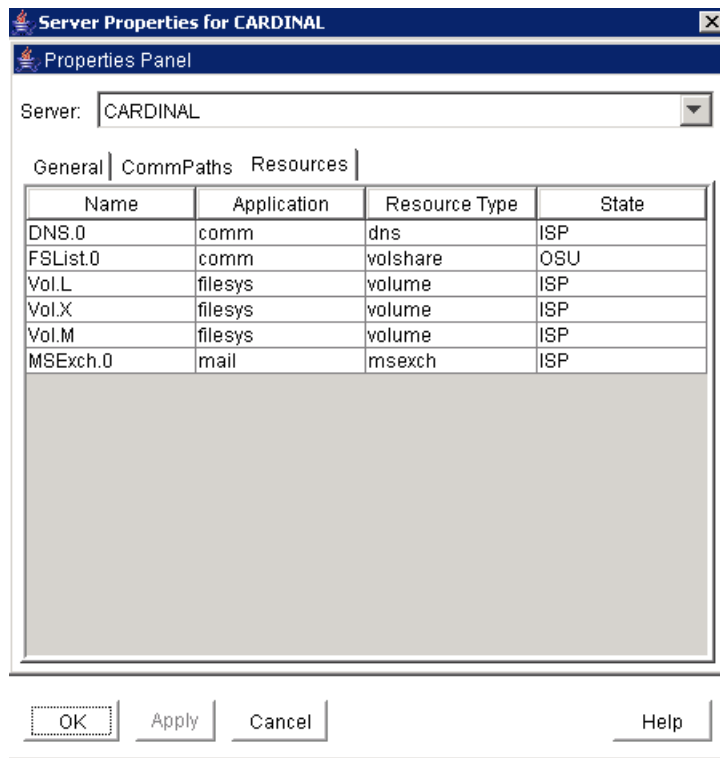 Server Properties for CARDINAL
Properties Panel
Server: CARDINAL
General CommPaths Resources
Name Application Resource Type State
DNS.0 comm dns ISP
FSList.0 comm volshare OSU
Vol.L filesys volume ISP
Vol.X filesys volume ISP
Vol.M filesys volume ISP
MSExch.0 mail msexch ISP
OK Apply Cancel Help